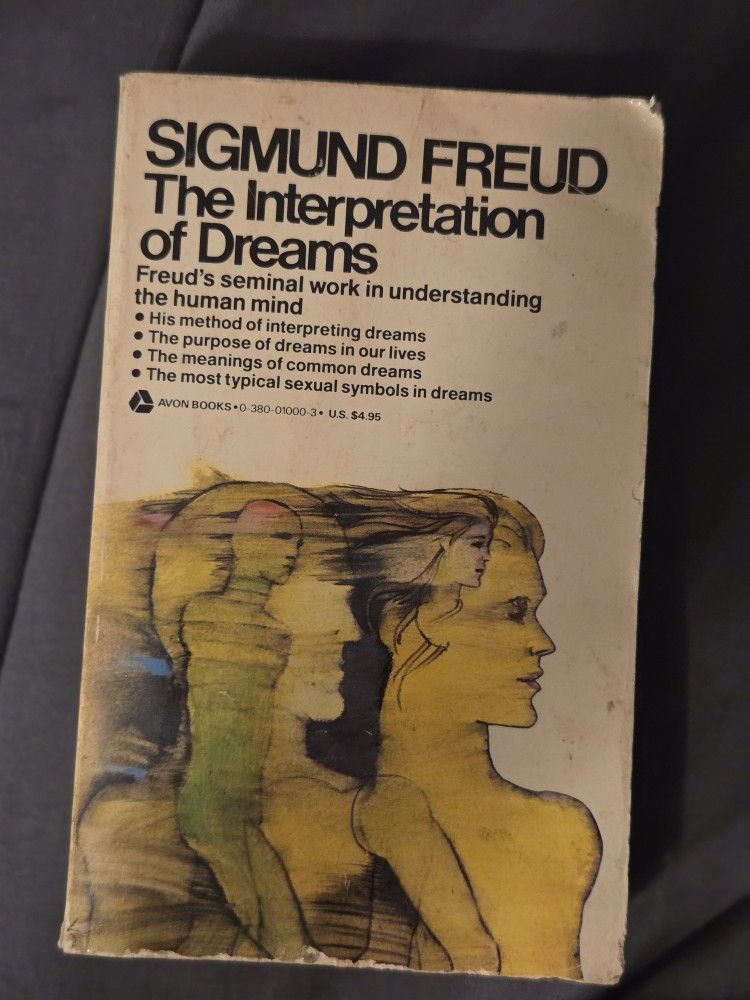 SIGMUND FREUD
The Interpretation
of Dreams
Freud's seminal work in understanding
the human mind
• His method of interpreting dreams
• The purpose of dreams in our lives
• The meanings of common dreams
• The most typical sexual symbols in dreams
AVON BOOKS • 0-380-01000-3 • U.S. $4.95